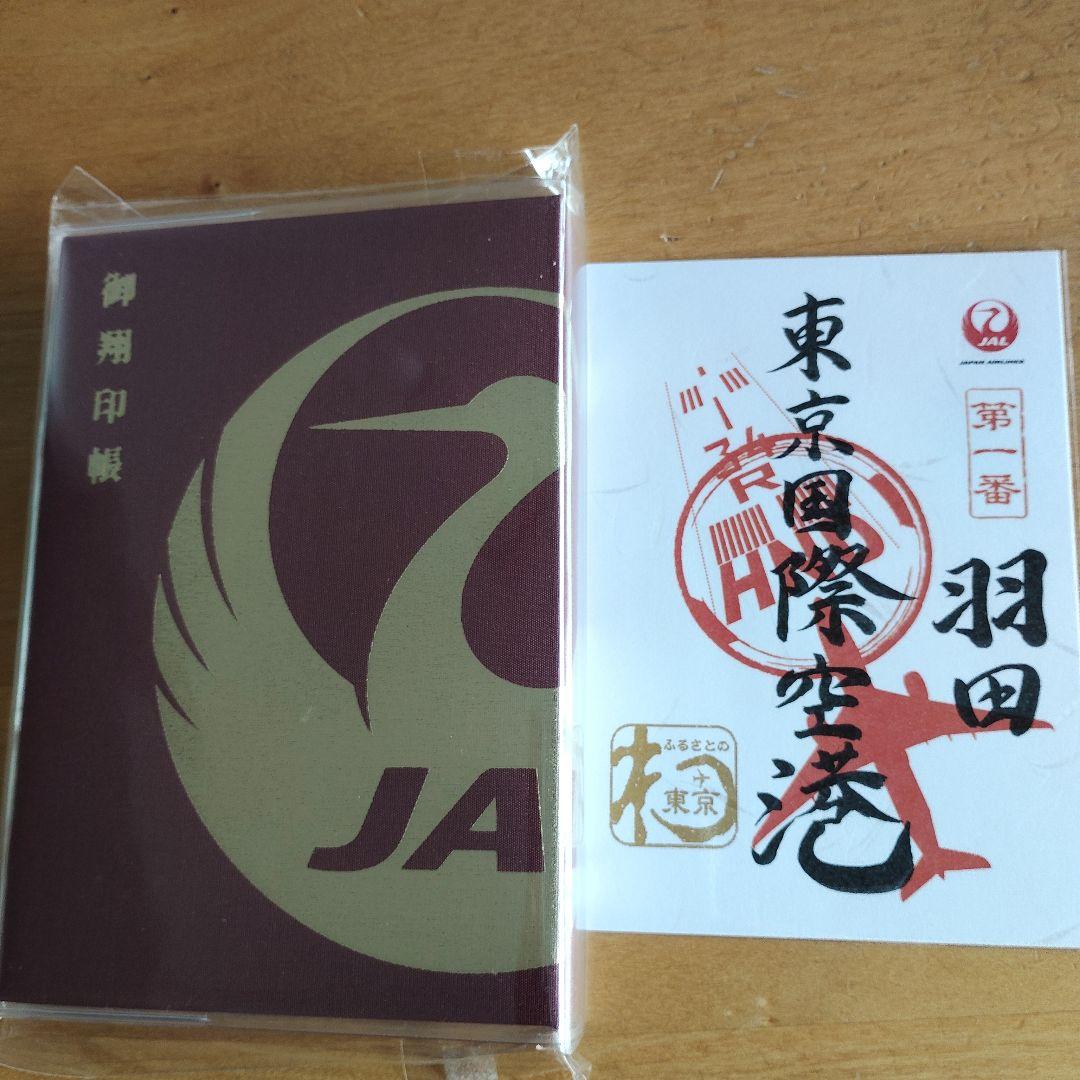 御翔印帳
JA
JAL
JAPAN AIRLINES
第一番
羽田
東京国際空港
HND
ふるさとの
東京